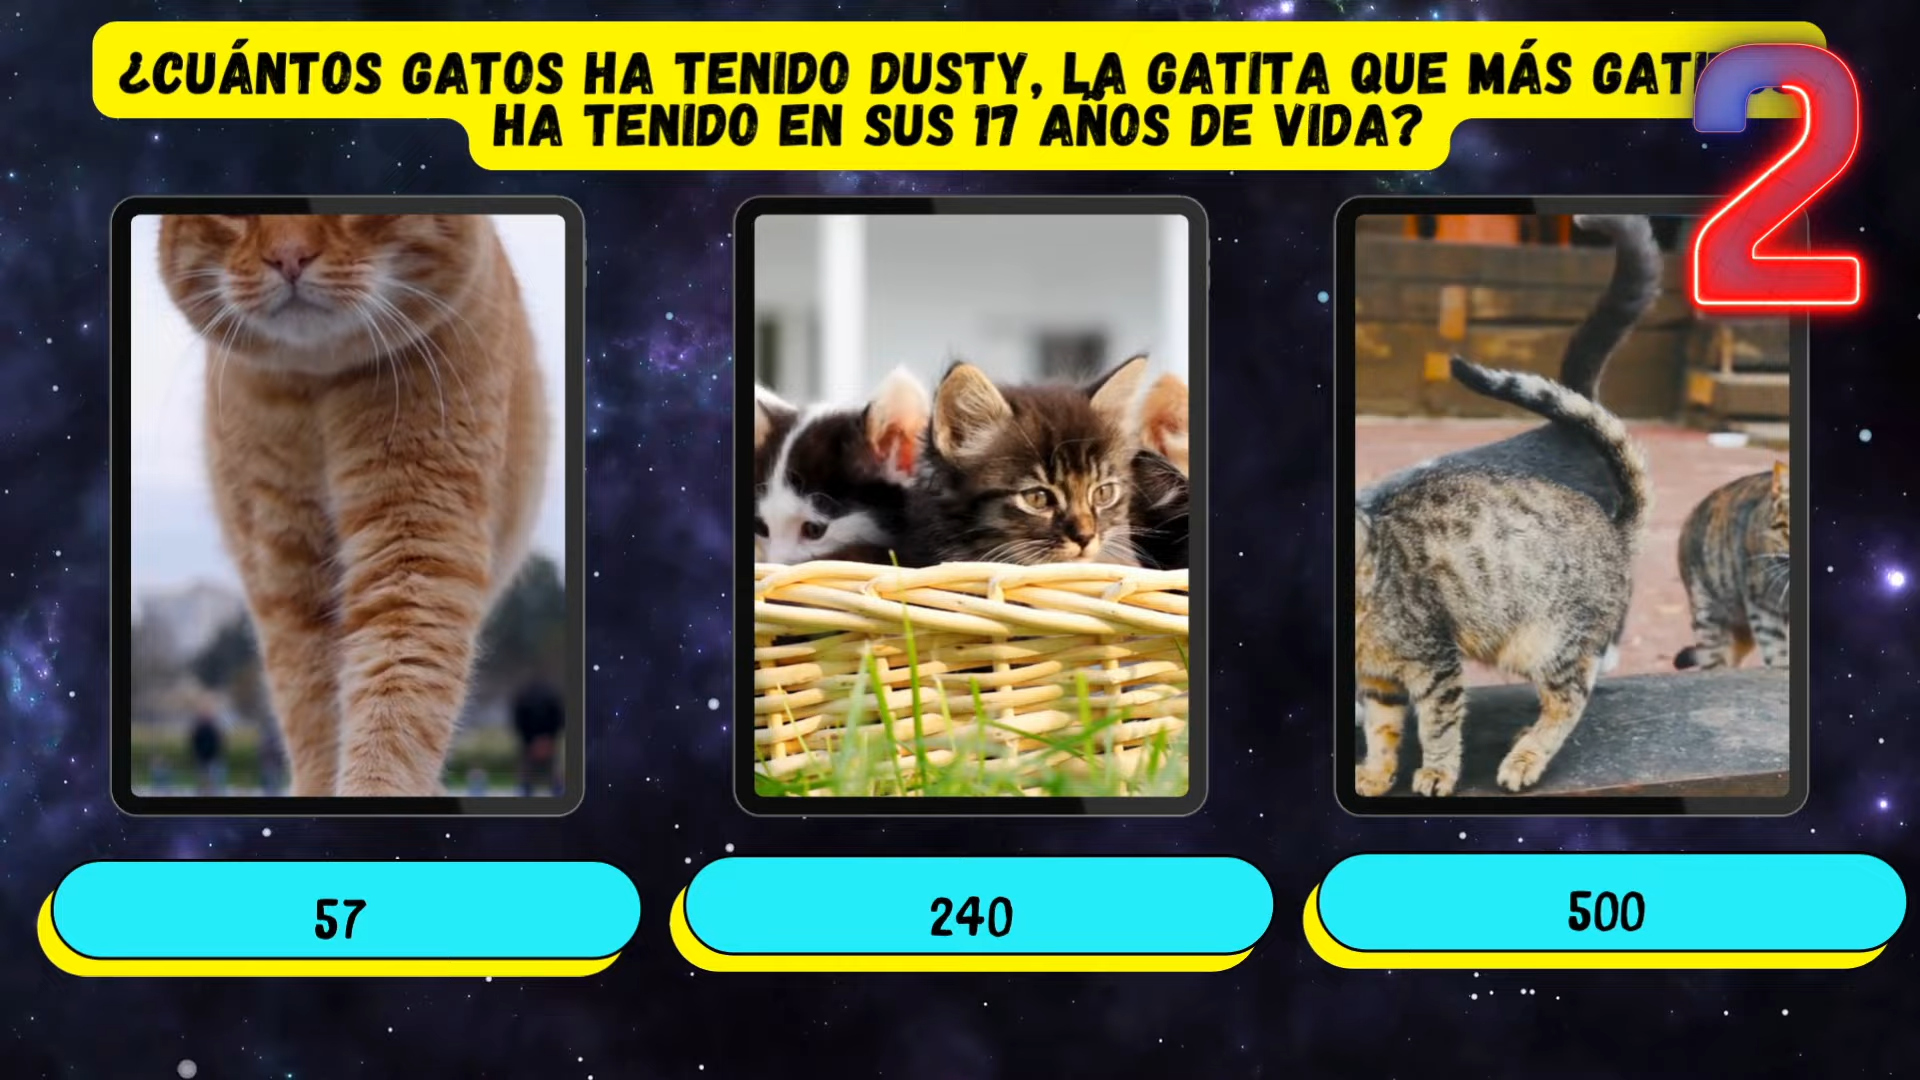 ¿CUÁNTOS GATOS HA TENIDO DUSTY, LA GATITA QUE MÁS
HA TENIDO EN SUS 17 AÑOS DE VIDA?
2
57
240
500